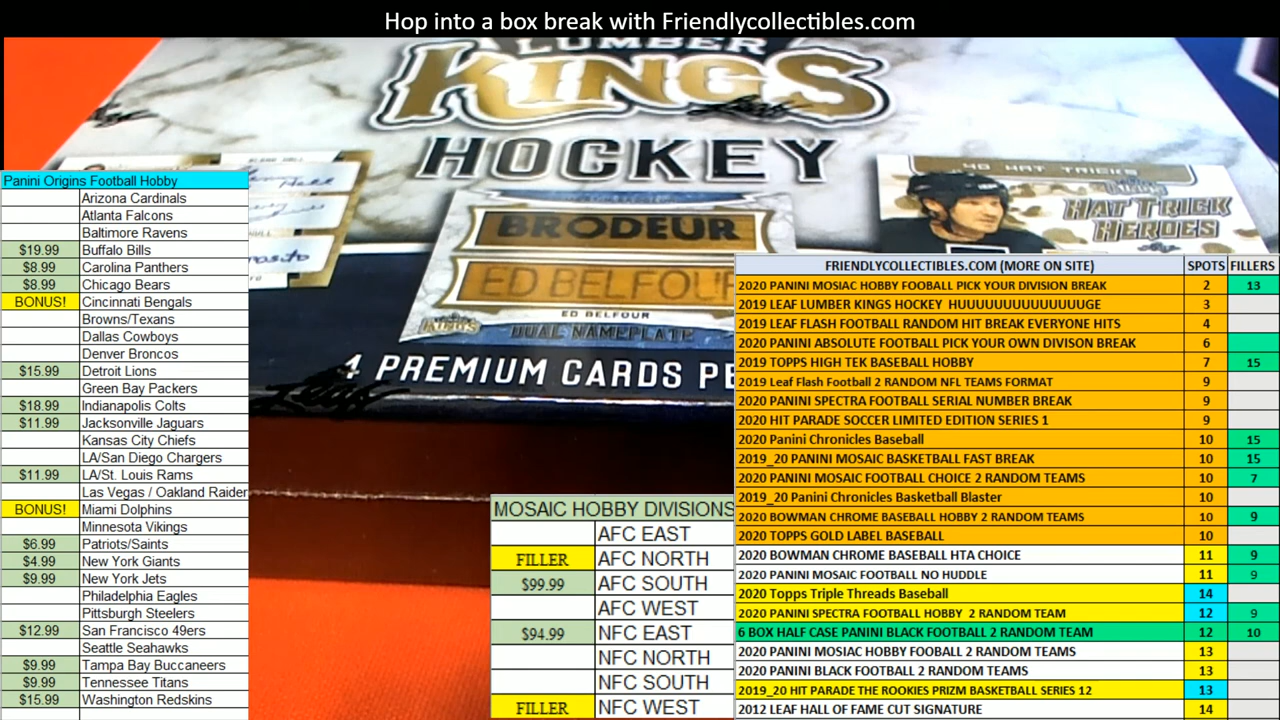 Hop into a box break with Friendlycollectibles.com
LUMBER
KINGS
Leaf
HOCKEY
40 HAT TRICKS
HAT TRICK
HEROES
BRODEUR
ED BELFOUR
ED BELFOUR
KINGS
DUAL NAMEPLATE
4 PREMIUM CARDS PE
Leaf
Panini Origins Football Hobby
Arizona Cardinals
Atlanta Falcons
Baltimore Ravens
$19.99 Buffalo Bills
$8.99 Carolina Panthers
$8.99 Chicago Bears
BONUS! Cincinnati Bengals
Browns/Texans
Dallas Cowboys
Denver Broncos
$15.99 Detroit Lions
Green Bay Packers
$18.99 Indianapolis Colts
$11.99 Jacksonville Jaguars
Kansas City Chiefs
LA/San Diego Chargers
$11.99 LA/St. Louis Rams
Las Vegas / Oakland Raider
BONUS! Miami Dolphins
Minnesota Vikings
$6.99 Patriots/Saints
$4.99 New York Giants
$9.99 New York Jets
Philadelphia Eagles
Pittsburgh Steelers
$12.99 San Francisco 49ers
Seattle Seahawks
$9.99 Tampa Bay Buccaneers
$9.99 Tennessee Titans
$15.99 Washington Redskins
MOSAIC HOBBY DIVISIONS
AFC EAST
FILLER AFC NORTH
$99.99 AFC SOUTH
AFC WEST
$94.99 NFC EAST
NFC NORTH
NFC SOUTH
FILLER NFC WEST
FRIENDLYCOLLECTIBLES.COM (MORE ON SITE) SPOTS FILLERS
2020 PANINI MOSIAC HOBBY FOOBALL PICK YOUR DIVISION BREAK 2 13
2019 LEAF LUMBER KINGS HOCKEY HUUUUUUUUUUUUUUGE 3
2019 LEAF FLASH FOOTBALL RANDOM HIT BREAK EVERYONE HITS 4
2020 PANINI ABSOLUTE FOOTBALL PICK YOUR OWN DIVISON BREAK 6
2019 TOPPS HIGH TEK BASEBALL HOBBY 7 15
2019 Leaf Flash Football 2 RANDOM NFL TEAMS FORMAT 9
2020 PANINI SPECTRA FOOTBALL SERIAL NUMBER BREAK 9
2020 HIT PARADE SOCCER LIMITED EDITION SERIES 1 9
2020 Panini Chronicles Baseball 10 15
2019_20 PANINI MOSAIC BASKETBALL FAST BREAK 10 15
2020 PANINI MOSAIC FOOTBALL CHOICE 2 RANDOM TEAMS 10 7
2019_20 Panini Chronicles Basketball Blaster 10
2020 BOWMAN CHROME BASEBALL HOBBY 2 RANDOM TEAMS 10 9
2020 TOPPS GOLD LABEL BASEBALL 10
2020 BOWMAN CHROME BASEBALL HTA CHOICE 11 9
2020 PANINI MOSAIC FOOTBALL NO HUDDLE 11 9
2020 Topps Triple Threads Baseball 14
2020 PANINI SPECTRA FOOTBALL HOBBY 2 RANDOM TEAM 12 9
6 BOX HALF CASE PANINI BLACK FOOTBALL 2 RANDOM TEAM 12 10
2020 PANINI MOSIAC HOBBY FOOBALL 2 RANDOM TEAMS 13
2020 PANINI BLACK FOOTBALL 2 RANDOM TEAMS 13
2019_20 HIT PARADE THE ROOKIES PRIZM BASKETBALL SERIES 12 13
2012 LEAF HALL OF FAME CUT SIGNATURE 14